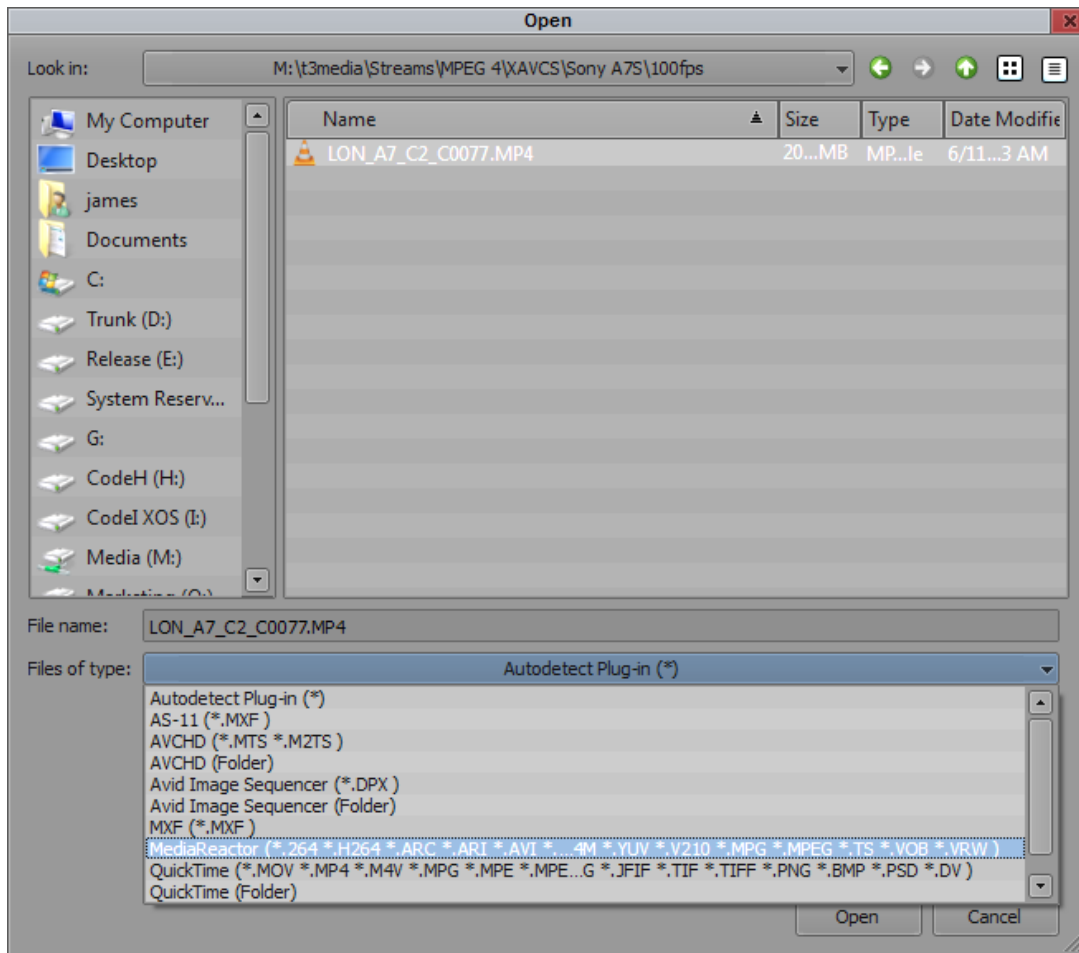 Open
Look in: M:\t3media\Streams\MPEG 4\XAVCS\Sony A7S\100fps
My Computer
Desktop
james
Documents
C:
Trunk (D:)
Release (E:)
System Reserv...
G:
CodeH (H:)
CodeI XOS (I:)
Media (M:)
Name Size Type Date Modifie
LON_A7_C2_C0077.MP4 20...MB MP...le 6/11...3 AM
File name: LON_A7_C2_C0077.MP4
Files of type: Autodetect Plug-in (*)
Autodetect Plug-in (*)
AS-11 (*.MXF )
AVCHD (*.MTS *.M2TS )
AVCHD (Folder)
Avid Image Sequencer (*.DPX )
Avid Image Sequencer (Folder)
MXF (*.MXF )
MediaReactor (*.264 *.H264 *.ARC *.ARI *.AVI *....4M *.YUV *.V210 *.MPG *.MPEG *.TS *.VOB *.VRW )
QuickTime (*.MOV *.MP4 *.M4V *.MPG *.MPE *.MPE...G *.JFIF *.TIF *.TIFF *.PNG *.BMP *.PSD *.DV )
QuickTime (Folder)
Open Cancel